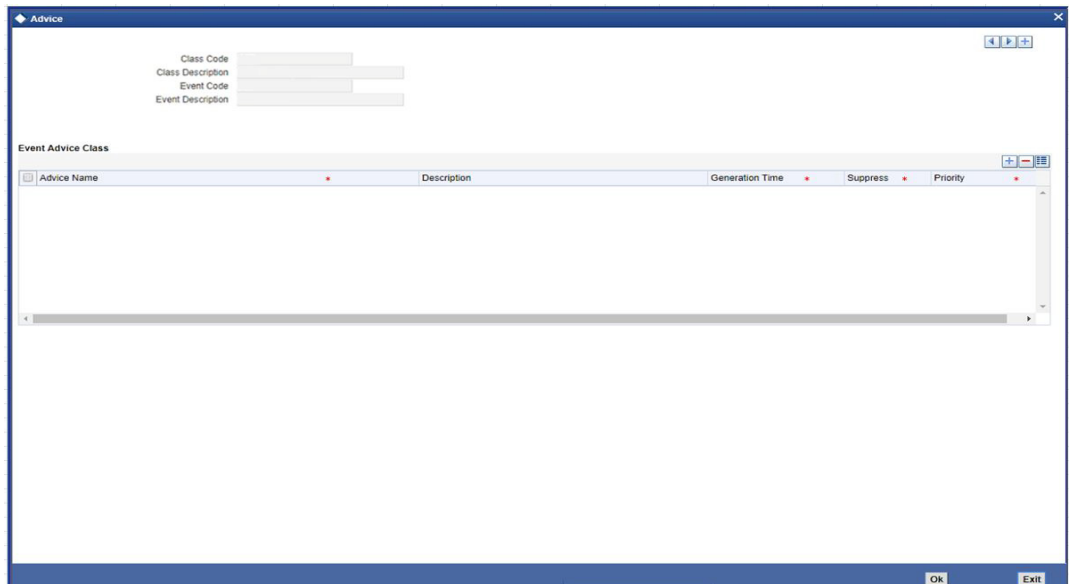 Advice
Class Code
Class Description
Event Code
Event Description
Event Advice Class
Advice Name * Description Generation Time * Suppress * Priority *
Ok Exit